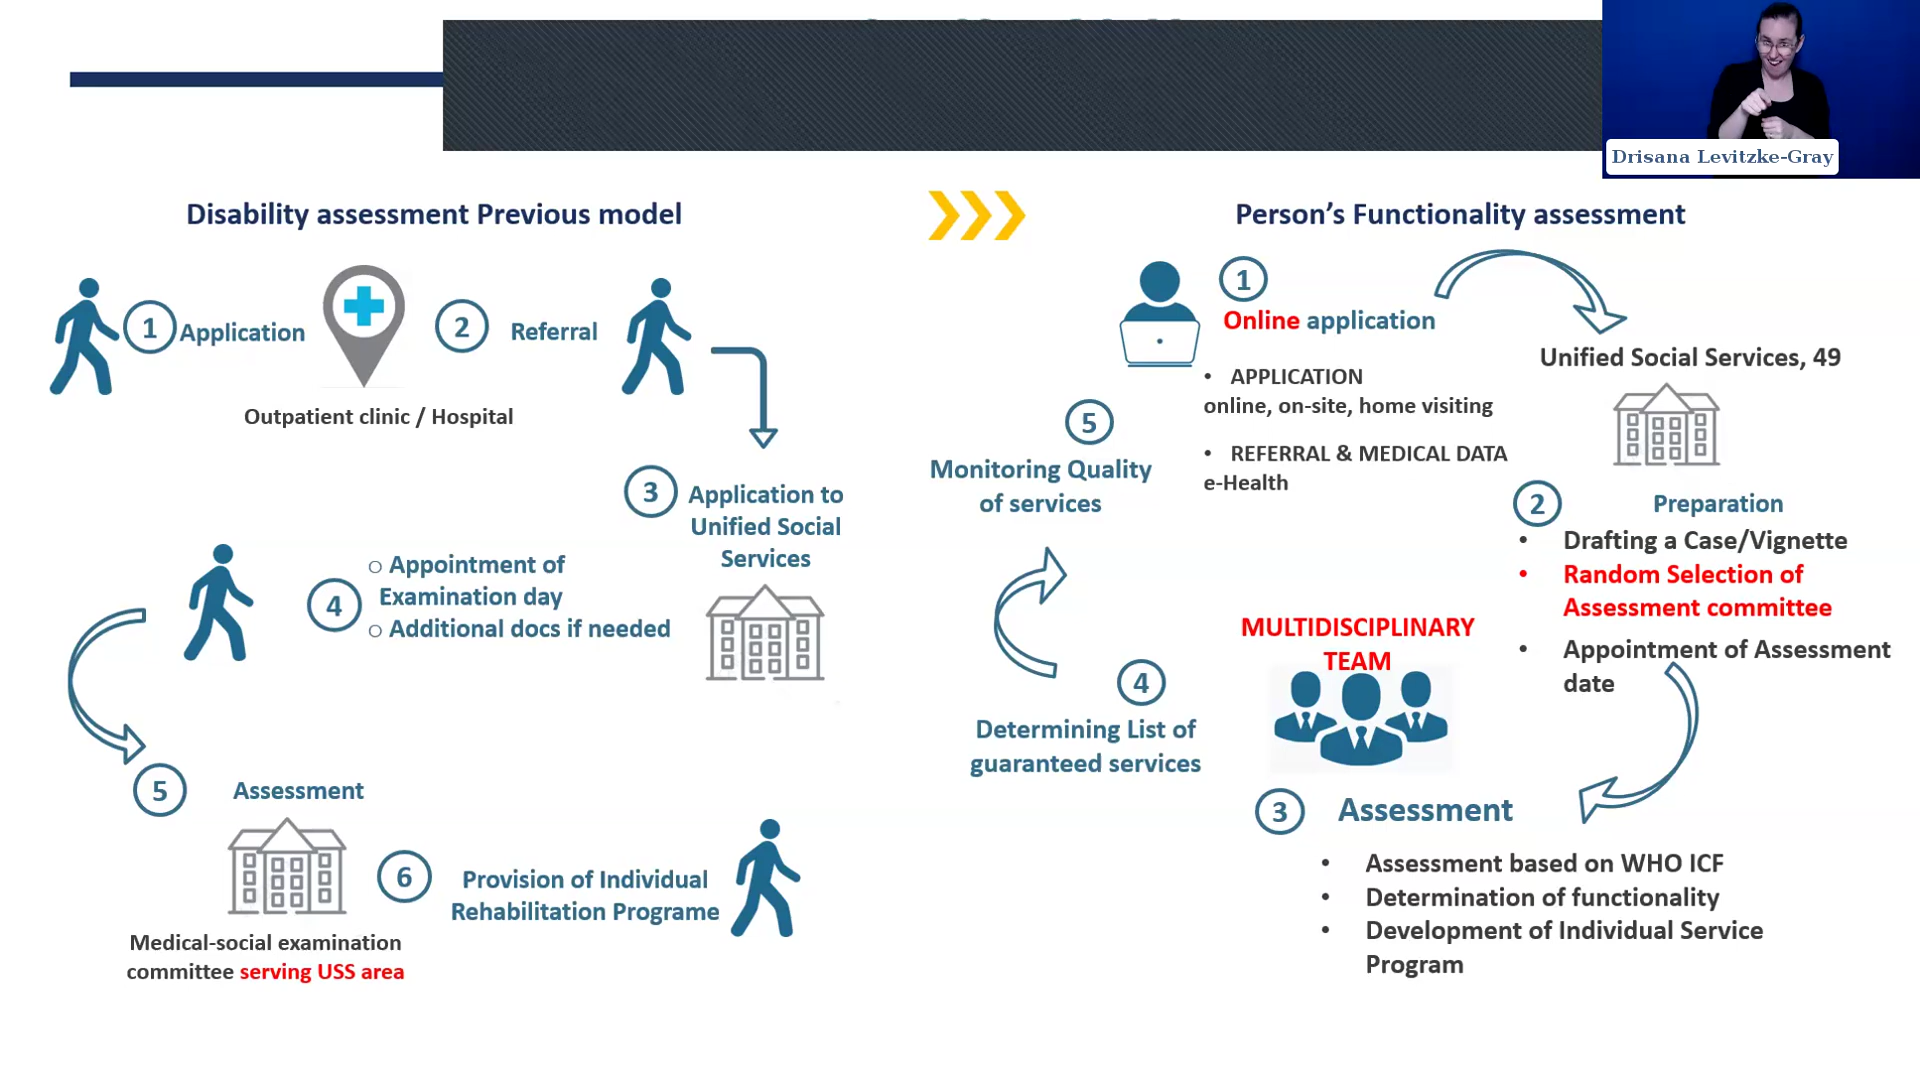 Drisana Levitzke-Gray
Disability assessment Previous model
1
Application
2
Referral
Outpatient clinic / Hospital
3
Application to
Unified Social
Services
4
o Appointment of
Examination day
o Additional docs if needed
5
Assessment
Medical-social examination
committee serving USS area
6
Provision of Individual
Rehabilitation Programe
Person’s Functionality assessment
1
Online application
• APPLICATION
online, on-site, home visiting
• REFERRAL & MEDICAL DATA
e-Health
Unified Social Services, 49
2
Preparation
• Drafting a Case/Vignette
• Random Selection of
Assessment committee
• Appointment of Assessment
date
MULTIDISCIPLINARY
TEAM
3
Assessment
• Assessment based on WHO ICF
• Determination of functionality
• Development of Individual Service
Program
4
Determining List of
guaranteed services
5
Monitoring Quality
of services